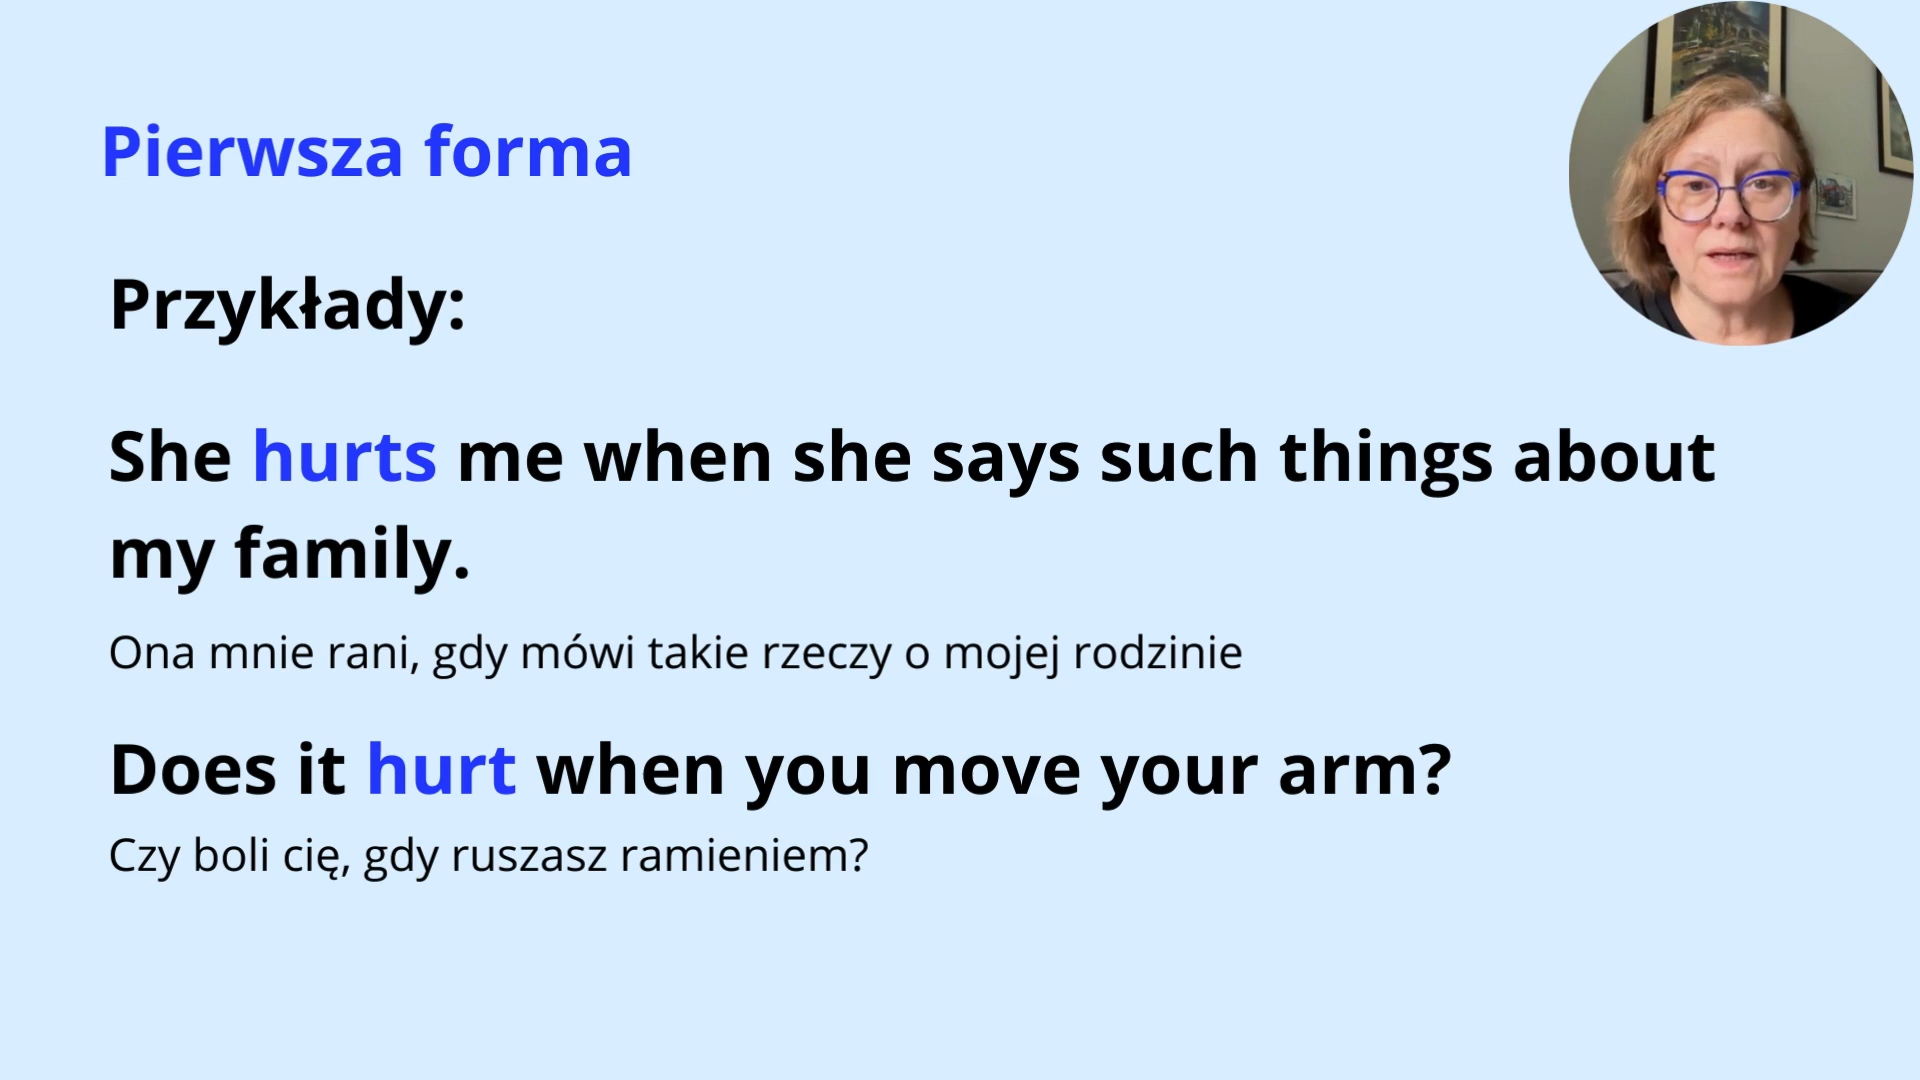 Pierwsza forma
Przykłady:
She hurts me when she says such things about
my family.
Ona mnie rani, gdy mówi takie rzeczy o mojej rodzinie
Does it hurt when you move your arm?
Czy boli cię, gdy ruszasz ramieniem?